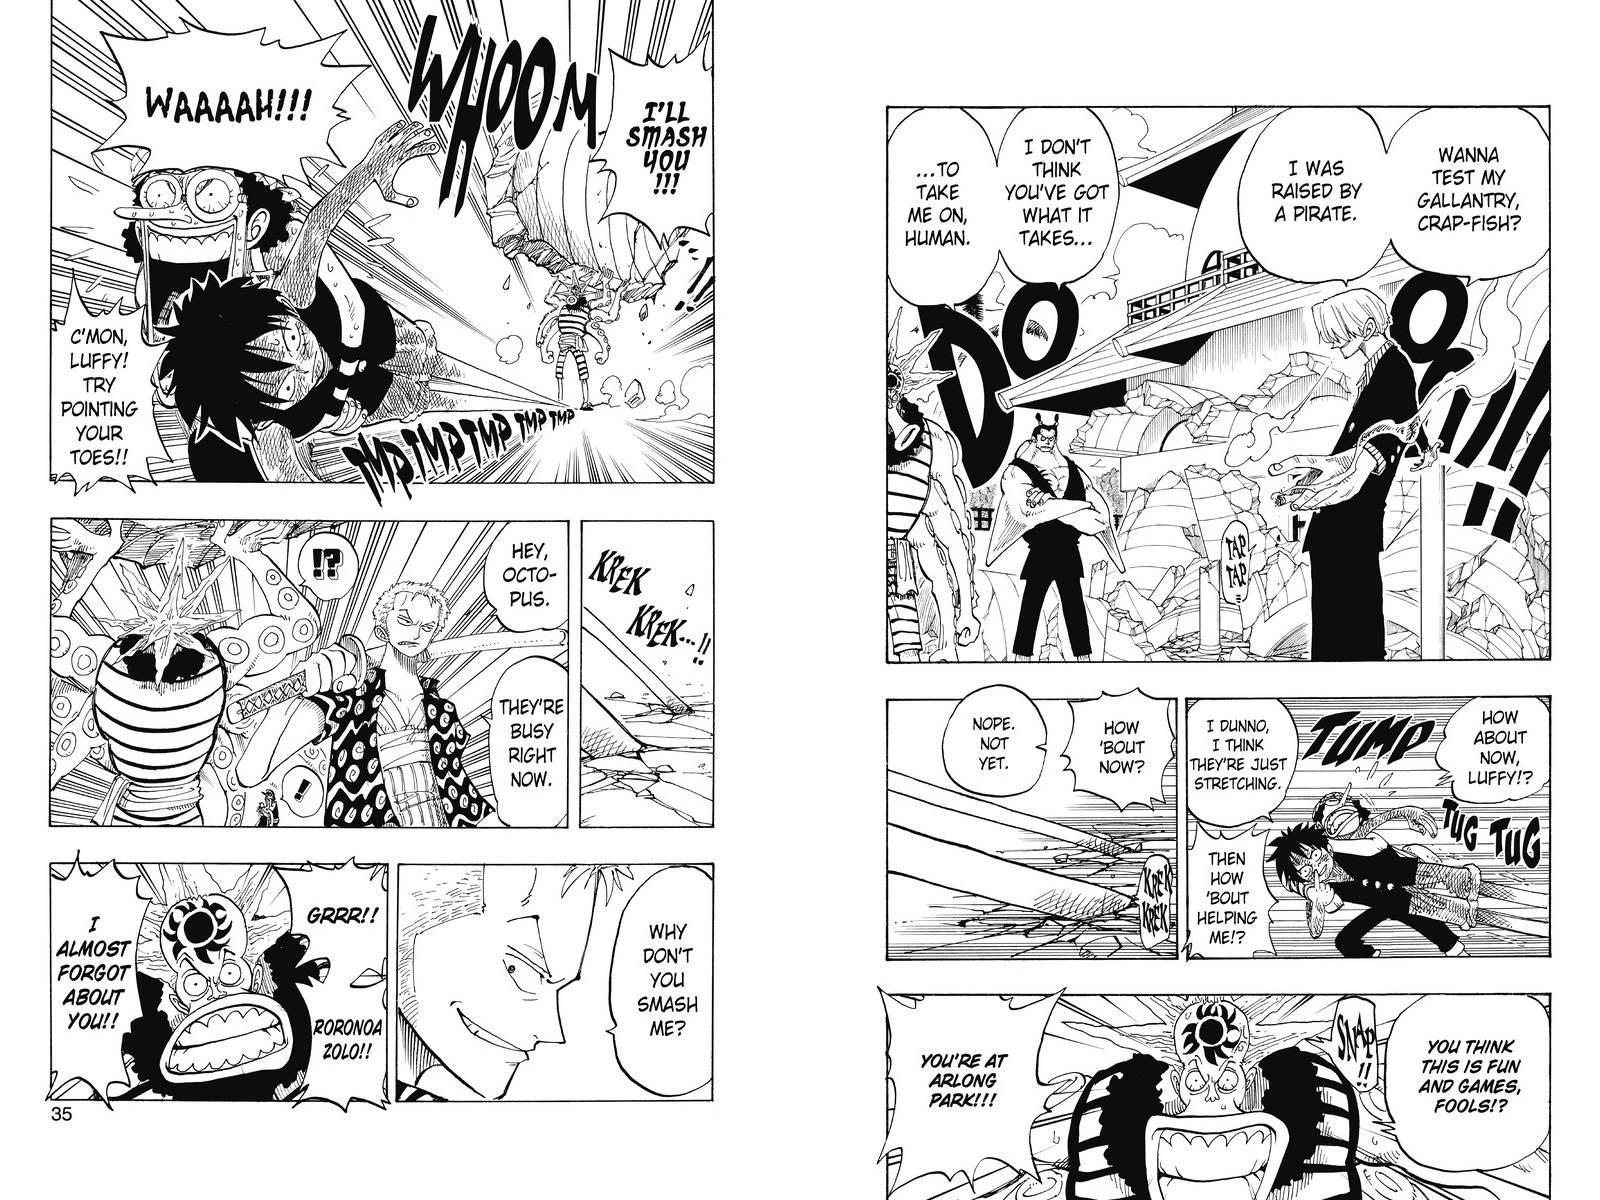 WANNA
TEST MY
GALLANTRY,
CRAP-FISH?
I WAS
RAISED BY
A PIRATE.
I DON'T
THINK
YOU'VE GOT
WHAT IT
TAKES...
...TO
TAKE
ME ON,
HUMAN.
DOOO!!!
TAP
TAP
HOW
ABOUT
NOW,
LUFFY!?
TUMP
I DUNNO,
I THINK
THEY'RE JUST
STRETCHING.
TUG TUG
THEN
HOW
'BOUT
HELPING
ME!?
HOW
'BOUT
NOW?
NOPE.
NOT
YET.
KREK
KREK
YOU THINK
THIS IS FUN
AND GAMES,
FOOLS!?
SNAP
!!
YOU'RE AT
ARLONG
PARK!!!
I'LL
SMASH
YOU
!!!
WHOOM
!!
WAAAAH!!!
C'MON,
LUFFY!
TRY
POINTING
YOUR
TOES!!
TMP TMP TMP TMP TMP
KREK
KREK...!!
HEY,
OCTO-
PUS.
!?
THEY'RE
BUSY
RIGHT
NOW.
!
WHY
DON'T
YOU
SMASH
ME?
GRRR!!
RORONOA
ZOLO!!
I
ALMOST
FORGOT
ABOUT
YOU!!
35